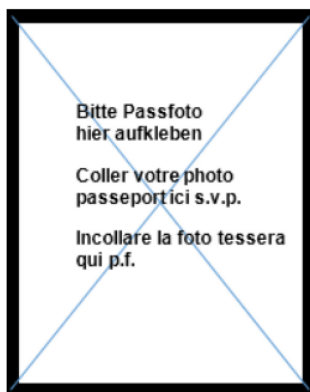 Bitte Passfoto
hier aufkleben
Coller votre photo
passeport ici s.v.p.
Incollare la foto tessera
qui p.f.